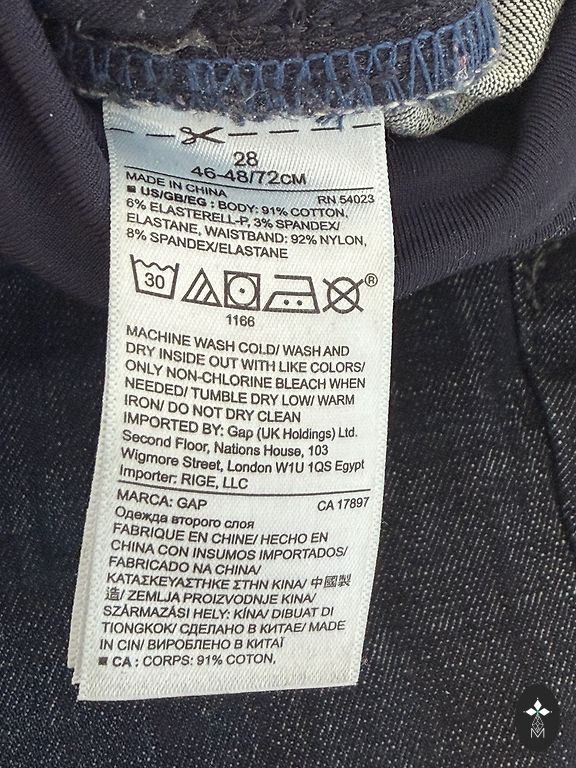 28
46-48/72CM
MADE IN CHINA RN 54023
■ US/GB/EG : BODY: 91% COTTON,
6% ELASTERELL-P, 3% SPANDEX/
ELASTANE, WAISTBAND: 92% NYLON,
8% SPANDEX/ELASTANE
30 ®
1166
MACHINE WASH COLD/ WASH AND
DRY INSIDE OUT WITH LIKE COLORS/
ONLY NON-CHLORINE BLEACH WHEN
NEEDED/ TUMBLE DRY LOW/ WARM
IRON/ DO NOT DRY CLEAN
IMPORTED BY: Gap (UK Holdings) Ltd.
Second Floor, Nations House, 103
Wigmore Street, London W1U 1QS Egypt
Importer: RIGE, LLC
MARCA: GAP CA 17897
Одежда второго слоя
FABRIQUE EN CHINE/ HECHO EN
CHINA CON INSUMOS IMPORTADOS/
FABRICADO NA CHINA/
ΚΑΤΑΣΚΕΥΑΣΤΗΚΕ ΣΤΗΝ ΚΙΝΑ/ 中國製
造/ ZEMLJA PROIZVODNJE KINA/
SZÁRMAZÁSI HELY: KÍNA/ DIBUAT DI
TIONGKOK/ СДЕЛАНО В КИТАЕ/ MADE
IN CIN/ ВИРОБЛЕНО В КИТАЇ
■ CA : CORPS: 91% COTON,
M